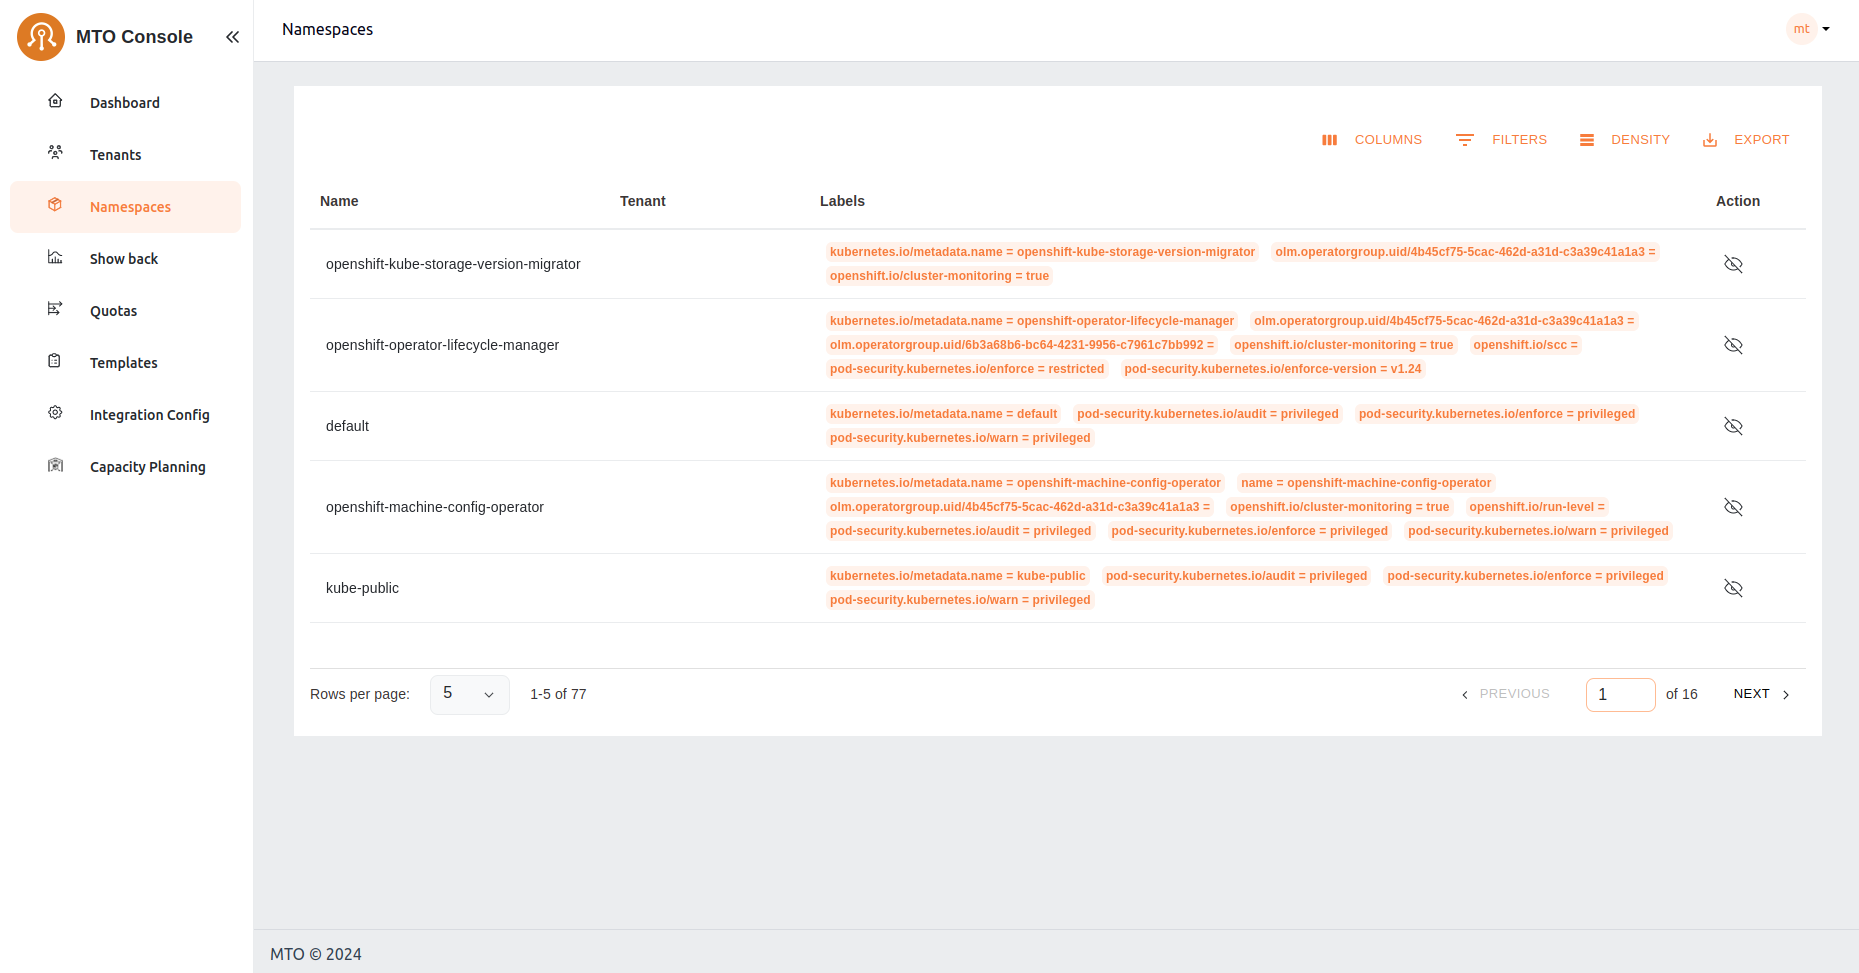 MTO Console
Namespaces
mt
Dashboard
Tenants
Namespaces
Show back
Quotas
Templates
Integration Config
Capacity Planning
COLUMNS FILTERS DENSITY EXPORT
Name Tenant Labels Action
openshift-kube-storage-version-migrator
kubernetes.io/metadata.name = openshift-kube-storage-version-migrator olm.operatorgroup.uid/4b45cf75-5cac-462d-a31d-c3a39c41a1a3 =
openshift.io/cluster-monitoring = true
openshift-operator-lifecycle-manager
kubernetes.io/metadata.name = openshift-operator-lifecycle-manager olm.operatorgroup.uid/4b45cf75-5cac-462d-a31d-c3a39c41a1a3 =
olm.operatorgroup.uid/6b3a68b6-bc64-4231-9956-c7961c7bb992 = openshift.io/cluster-monitoring = true openshift.io/scc =
pod-security.kubernetes.io/enforce = restricted pod-security.kubernetes.io/enforce-version = v1.24
default
kubernetes.io/metadata.name = default pod-security.kubernetes.io/audit = privileged pod-security.kubernetes.io/enforce = privileged
pod-security.kubernetes.io/warn = privileged
openshift-machine-config-operator
kubernetes.io/metadata.name = openshift-machine-config-operator name = openshift-machine-config-operator
olm.operatorgroup.uid/4b45cf75-5cac-462d-a31d-c3a39c41a1a3 = openshift.io/cluster-monitoring = true openshift.io/run-level =
pod-security.kubernetes.io/audit = privileged pod-security.kubernetes.io/enforce = privileged pod-security.kubernetes.io/warn = privileged
kube-public
kubernetes.io/metadata.name = kube-public pod-security.kubernetes.io/audit = privileged pod-security.kubernetes.io/enforce = privileged
pod-security.kubernetes.io/warn = privileged
Rows per page: 5 1-5 of 77 PREVIOUS 1 of 16 NEXT
MTO © 2024